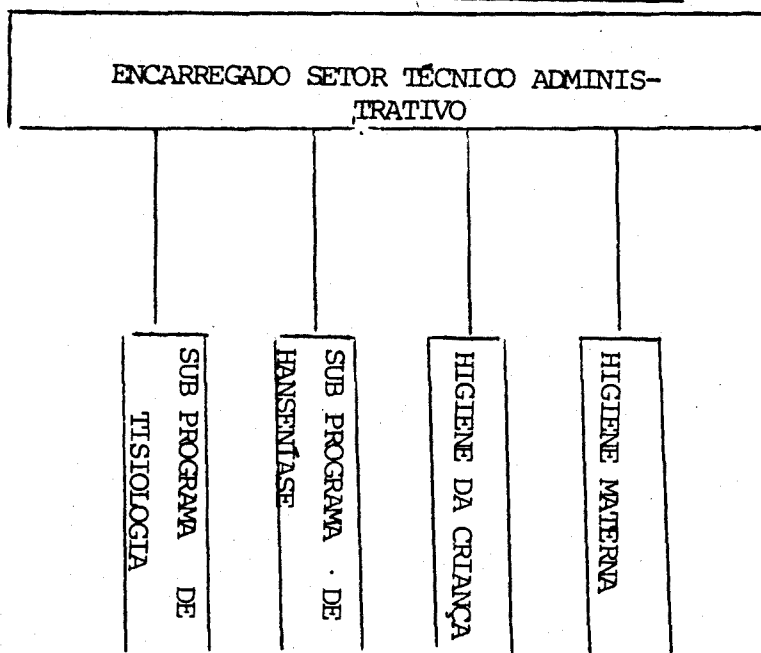 ENCARREGADO SETOR TÉCNICO ADMINIS-
TRATIVO
SUB PROGRAMA DE
TISIOLOGIA
SUB PROGRAMA · DE
HANSENÍASE
HIGIENE DA CRIANÇA
HIGIENE MATERNA